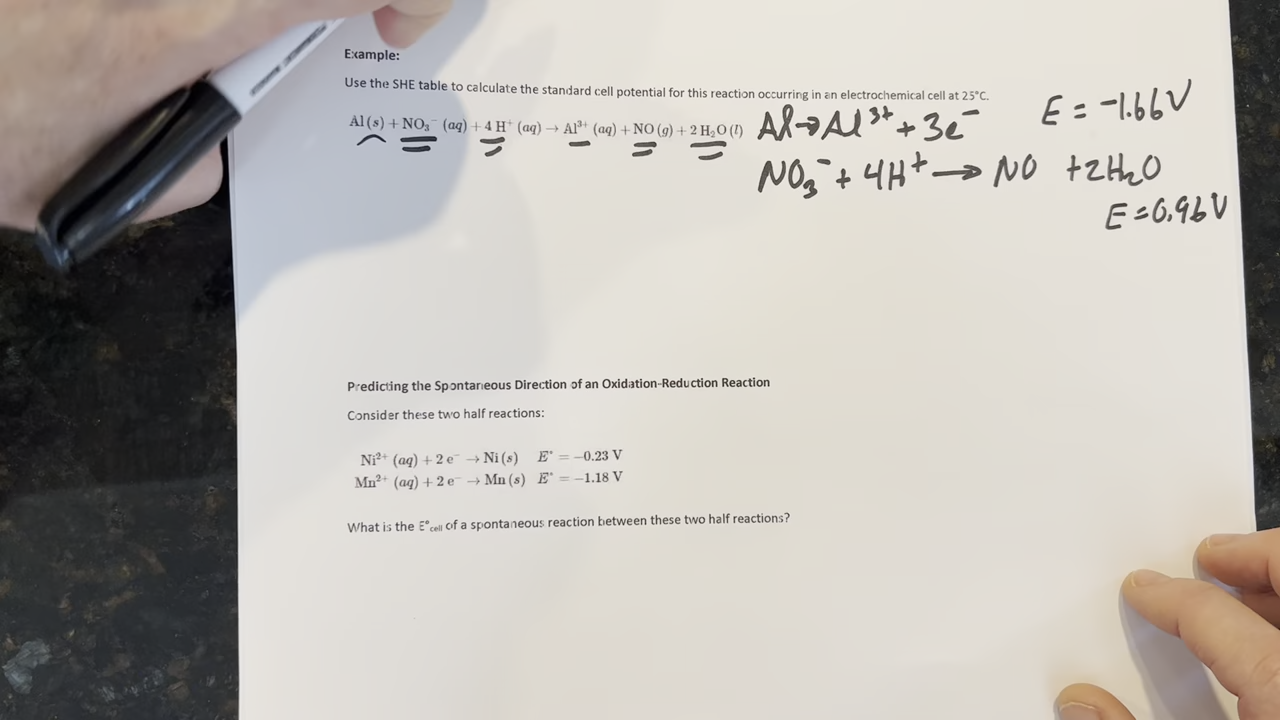 Example:
Use the SHE table to calculate the standard cell potential for this reaction occurring in an electrochemical cell at 25°C.
Al (s) + NO₃⁻ (aq) + 4 H⁺ (aq) → Al³⁺ (aq) + NO (g) + 2 H₂O (l)
Al → Al³⁺ + 3e⁻ E = -1.66V
NO₃⁻ + 4H⁺ → NO + 2H₂O
E = 0.96V
Predicting the Spontaneous Direction of an Oxidation-Reduction Reaction
Consider these two half reactions:
Ni²⁺ (aq) + 2 e⁻ → Ni (s) E° = −0.23 V
Mn²⁺ (aq) + 2 e⁻ → Mn (s) E° = −1.18 V
What is the E°cell of a spontaneous reaction between these two half reactions?